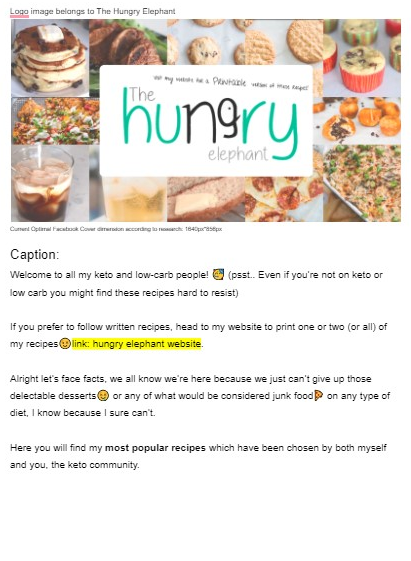 Logo image belongs to The Hungry Elephant
visit my website for a Printable version of these recipes!
The
hungry
elephant
Current Optimal Facebook Cover dimension according to research: 1640px*856px
Caption:
Welcome to all my keto and low-carb people! 🥳 (psst.. Even if you're not on keto or
low carb you might find these recipes hard to resist)
If you prefer to follow written recipes, head to my website to print one or two (or all) of
my recipes😉link: hungry elephant website.
Alright let's face facts, we all know we're here because we just can't give up those
delectable desserts😋 or any of what would be considered junk food🍕 on any type of
diet, I know because I sure can't.
Here you will find my most popular recipes which have been chosen by both myself
and you, the keto community.